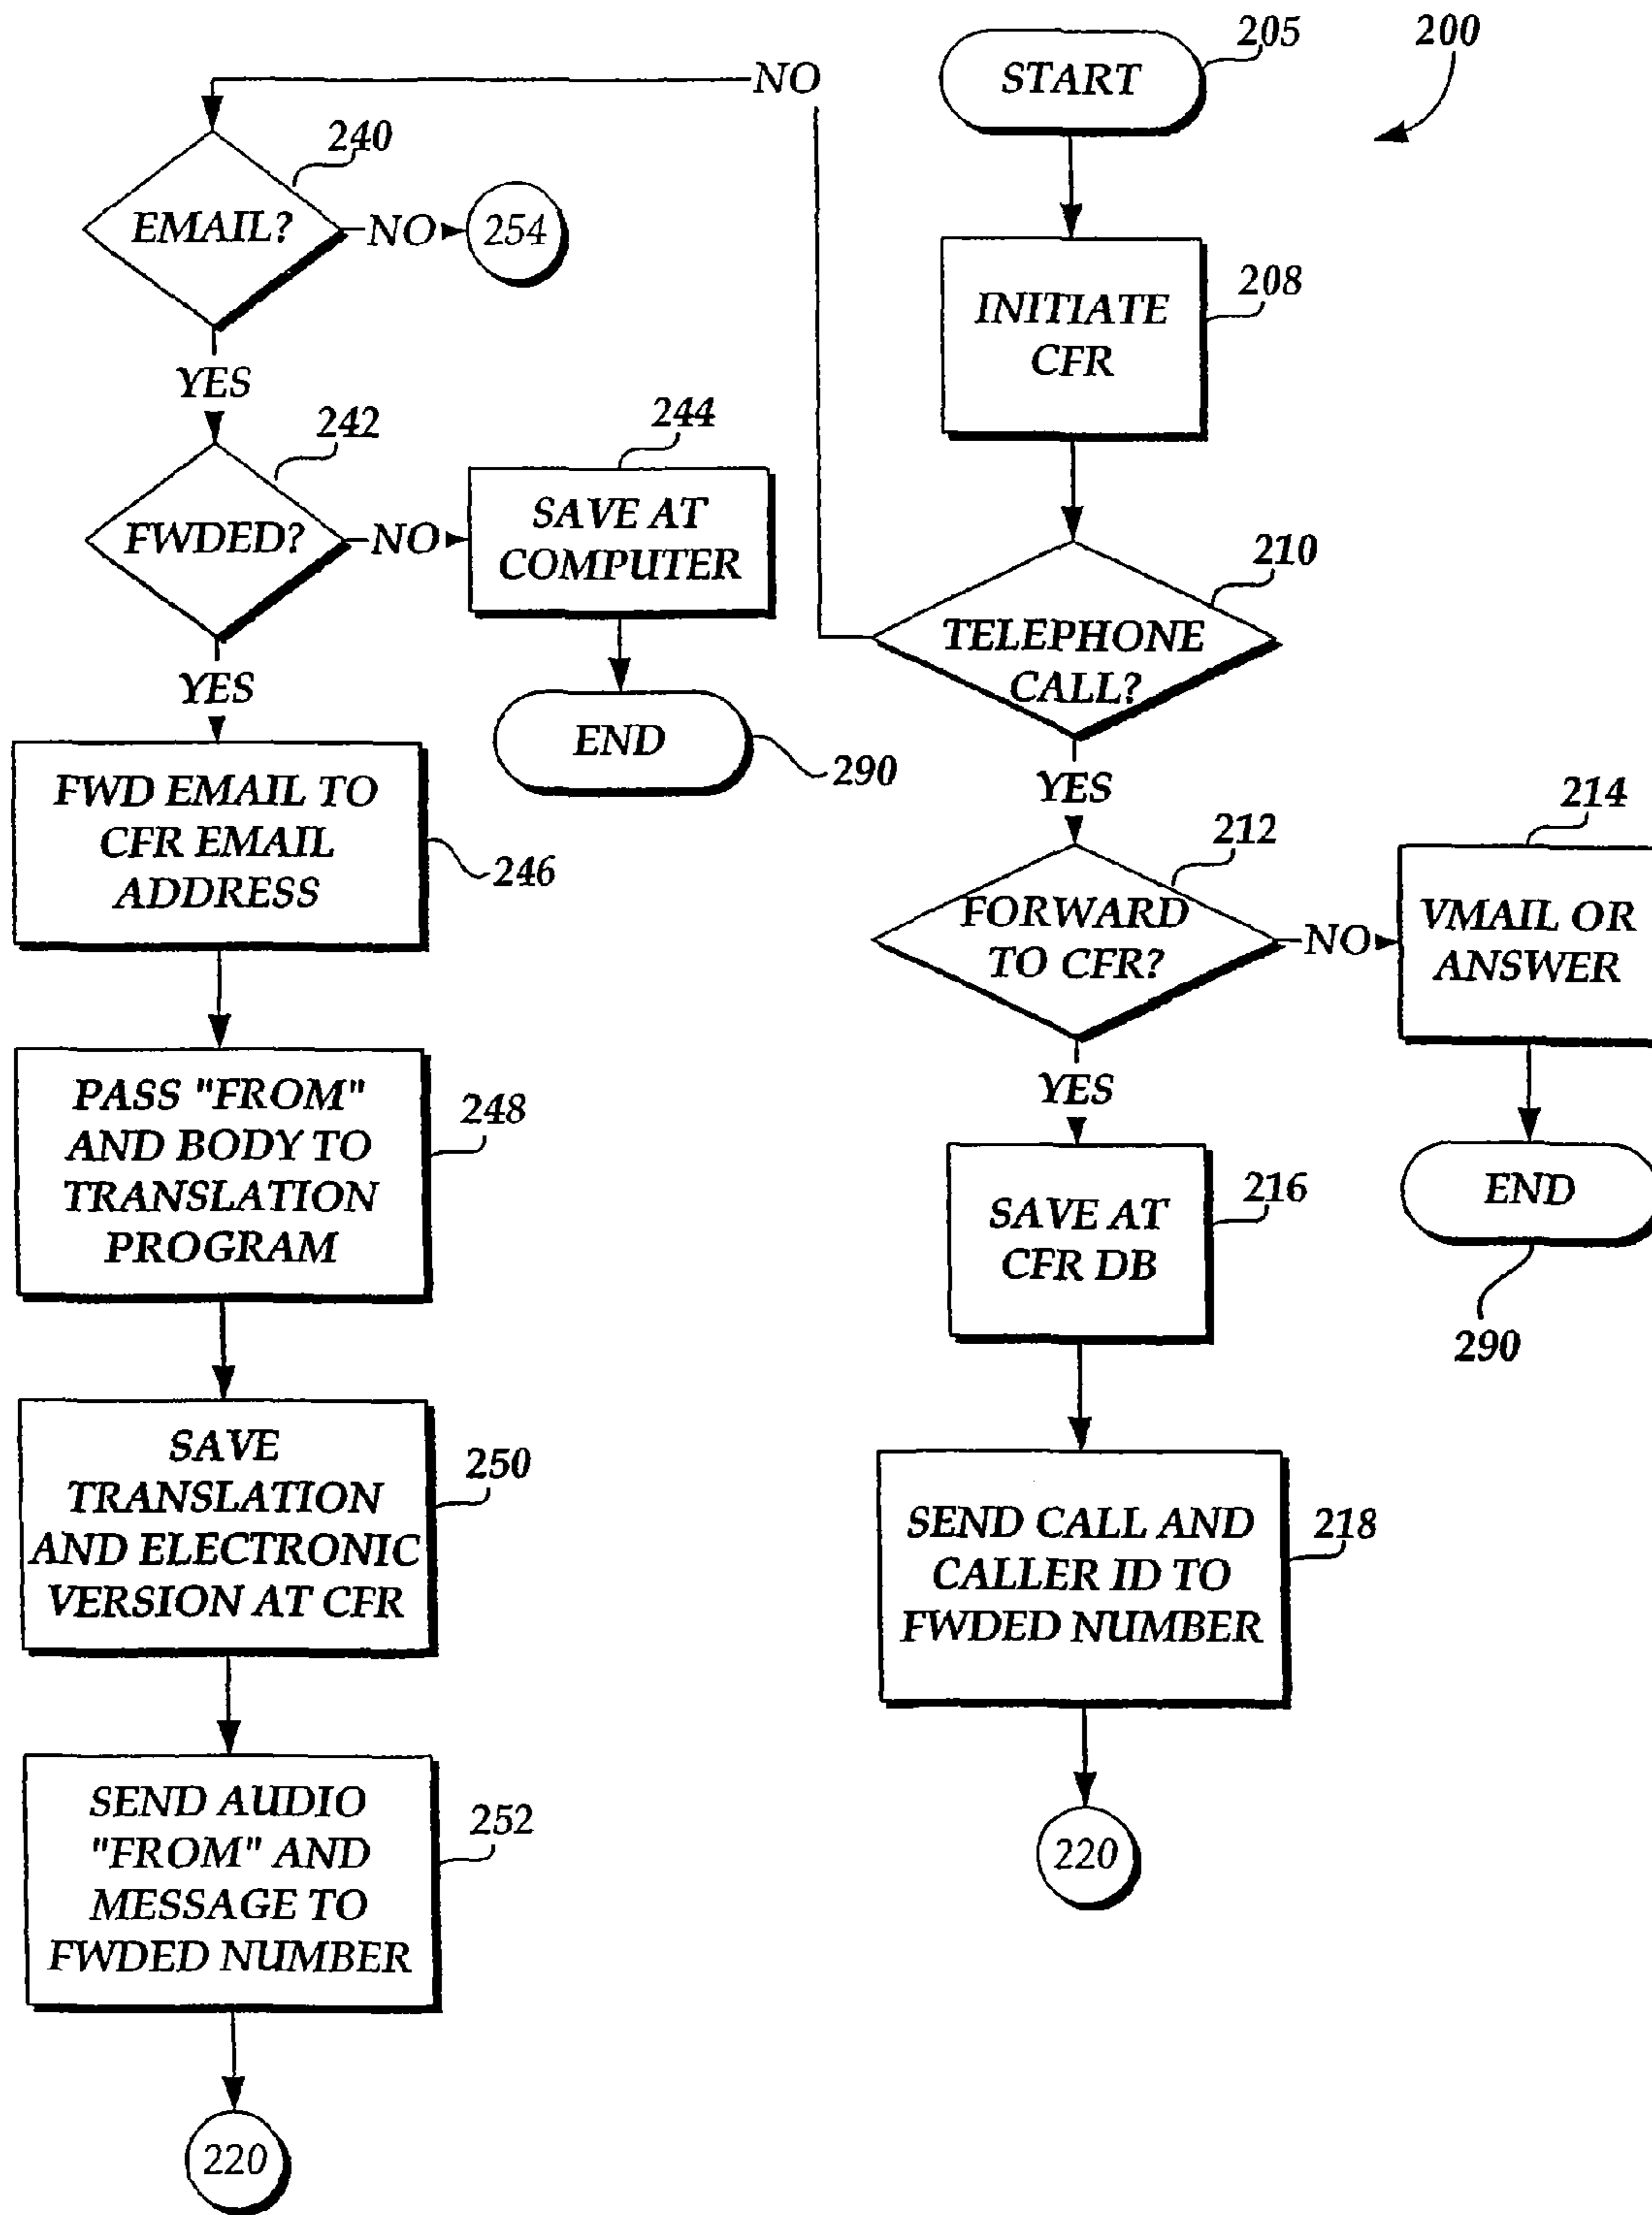 200
START
205
INITIATE
CFR
208
TELEPHONE
CALL?
210
NO
YES
FORWARD
TO CFR?
212
NO
VMAIL OR
ANSWER
214
END
290
YES
SAVE AT
CFR DB
216
SEND CALL AND
CALLER ID TO
FWDED NUMBER
218
220
EMAIL?
240
NO
254
YES
FWDED?
242
NO
SAVE AT
COMPUTER
244
END
290
YES
FWD EMAIL TO
CFR EMAIL
ADDRESS
246
PASS "FROM"
AND BODY TO
TRANSLATION
PROGRAM
248
SAVE
TRANSLATION
AND ELECTRONIC
VERSION AT CFR
250
SEND AUDIO
"FROM" AND
MESSAGE TO
FWDED NUMBER
252
220